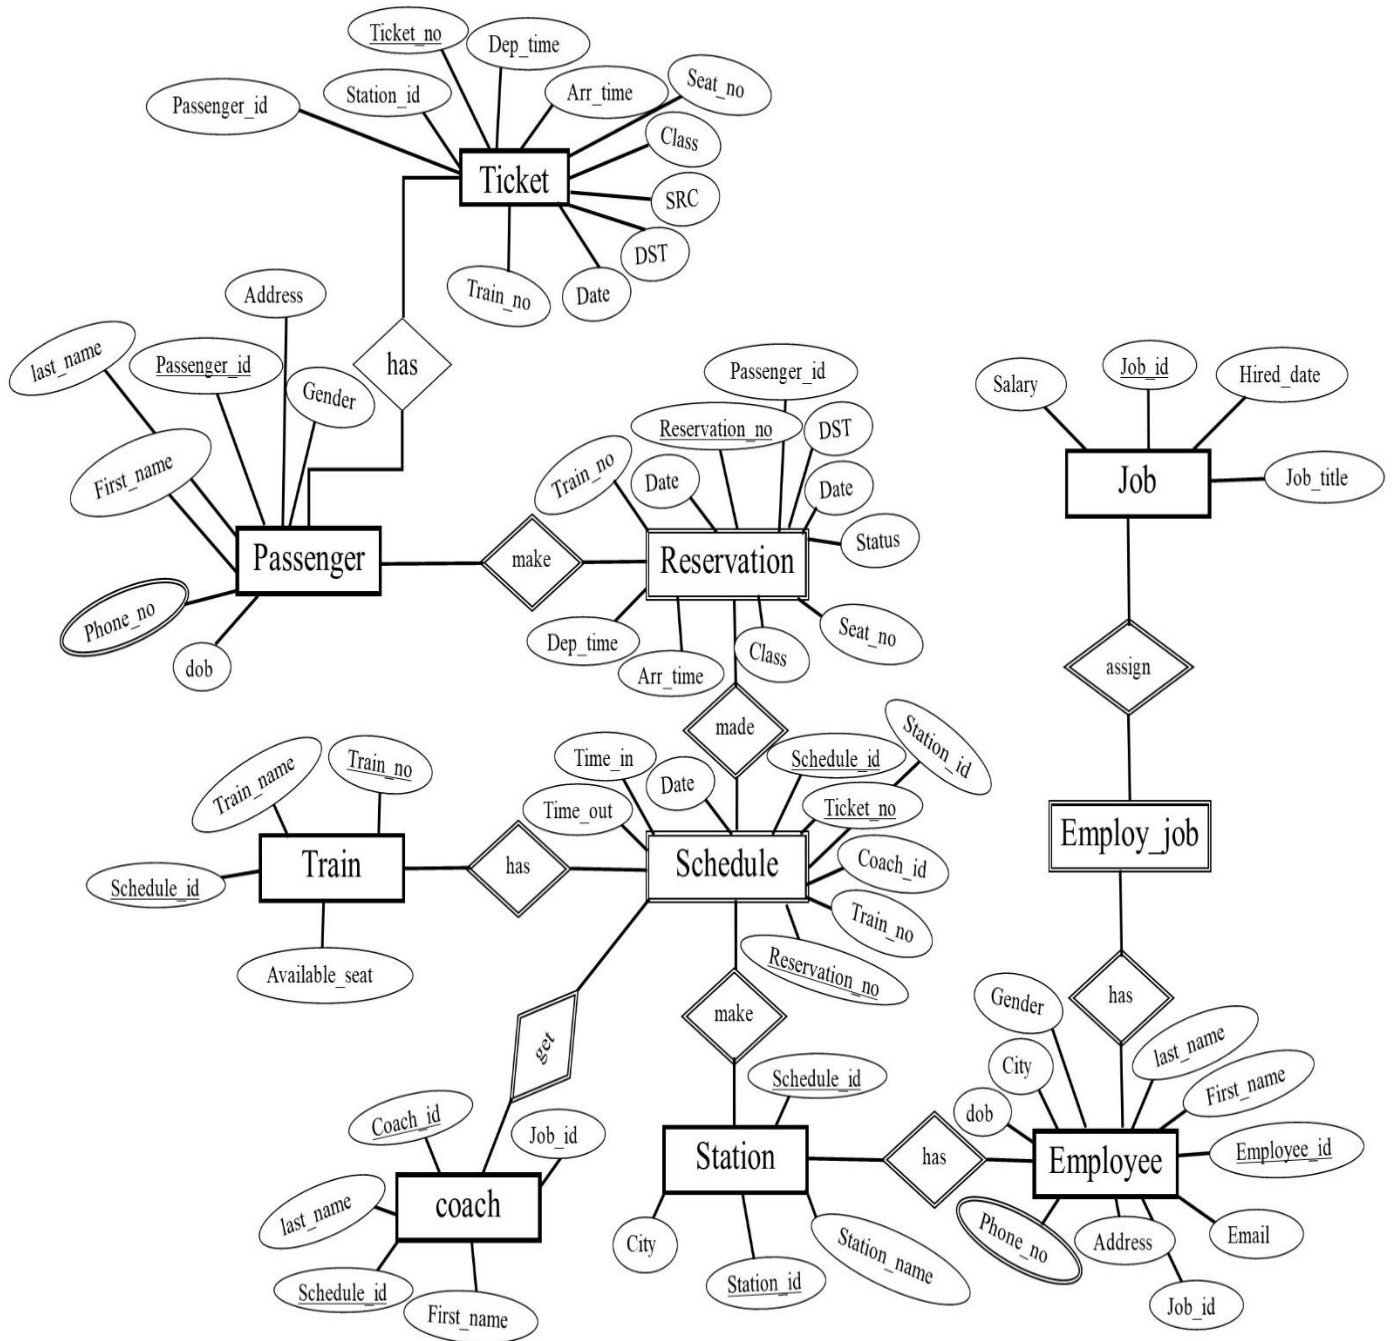 Ticket_no
Dep_time
Passenger_id
Station_id
Arr_time
Seat_no
Class
SRC
DST
Date
Train_no
Ticket
has
Address
last_name
Passenger_id
Gender
First_name
Passenger
Phone_no
dob
make
Passenger_id
Reservation_no
DST
Train_no
Date
Date
Status
Reservation
Dep_time
Arr_time
Class
Seat_no
Salary
Job_id
Hired_date
Job
Job_title
assign
Employ_job
has
made
Time_in
Date
Schedule_id
Station_id
Time_out
Ticket_no
Schedule
Coach_id
Train_no
Reservation_no
Train_name
Train_no
Train
Schedule_id
Available_seat
has
get
make
Coach_id
Job_id
last_name
coach
Schedule_id
First_name
Schedule_id
Station
City
Station_id
Station_name
has
Gender
last_name
City
First_name
dob
Employee
Employee_id
Phone_no
Address
Email
Job_id